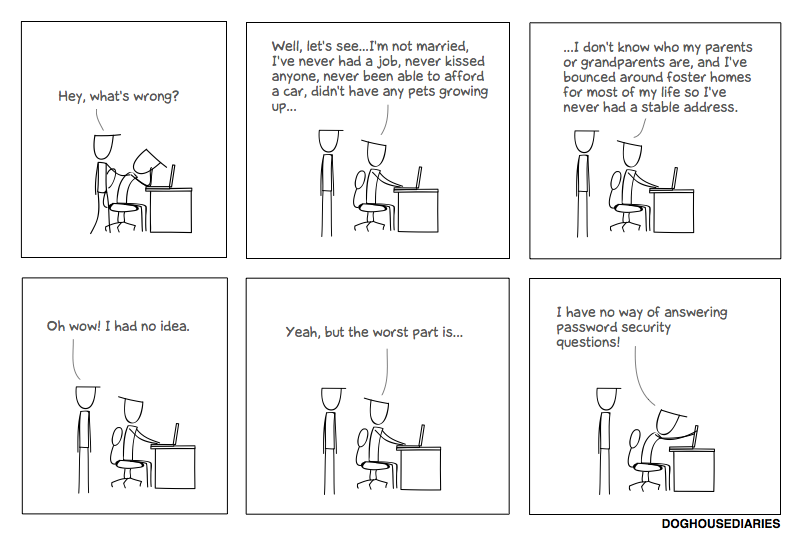 Hey, what's wrong?
Well, let's see...I'm not married,
I've never had a job, never kissed
anyone, never been able to afford
a car, didn't have any pets growing
up...
...I don't know who my parents
or grandparents are, and I've
bounced around foster homes
for most of my life so I've
never had a stable address.
Oh wow! I had no idea.
Yeah, but the worst part is...
I have no way of answering
password security
questions!
DOGHOUSEDIARIES